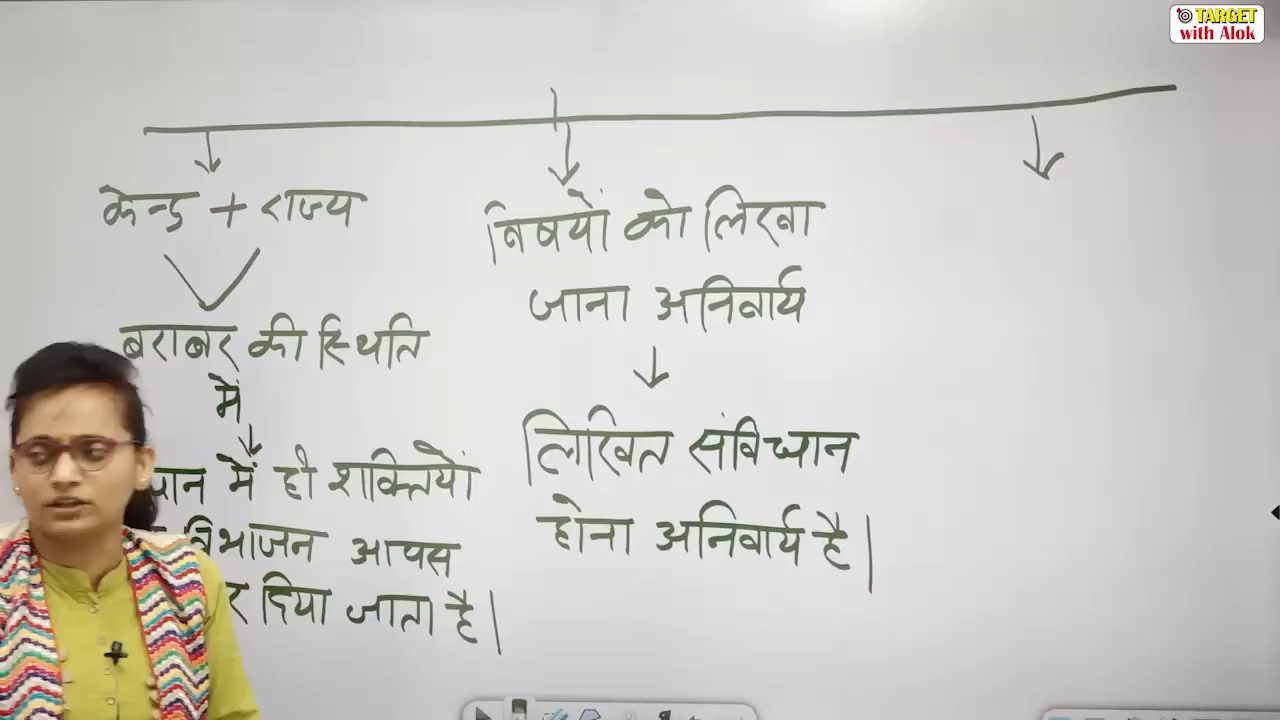 TARGET
with Alok
केन्द्र + राज्य
बराबर की स्थिति
में
में ही शक्तियों
विभाजन आपस
दिया जाता है|
विषयों को लिखा
जाना अनिवार्य
लिखित संविधान
होना अनिवार्य है|